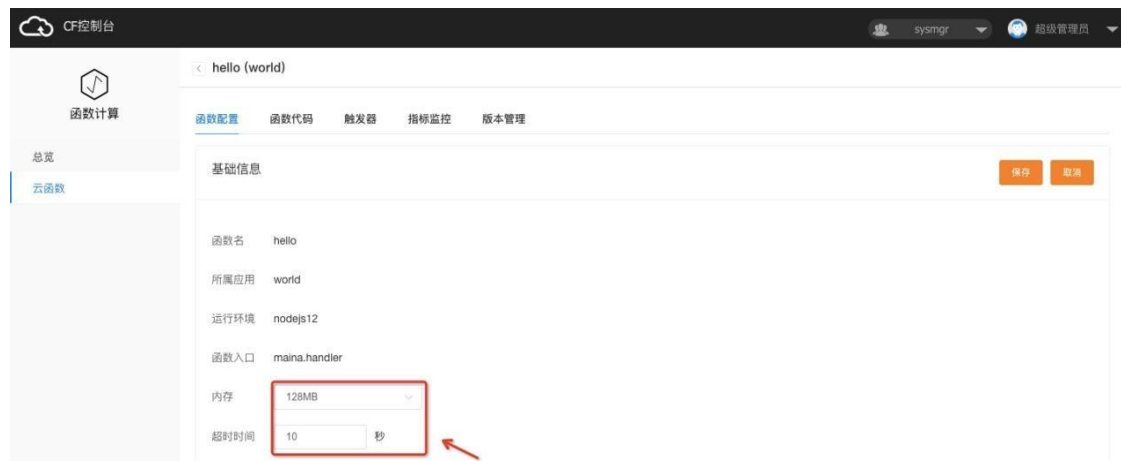 CF控制台 sysmgr 超级管理员
函数计算
总览
云函数
hello (world)
函数配置 函数代码 触发器 指标监控 版本管理
基础信息 保存 取消
函数名 hello
所属应用 world
运行环境 nodejs12
函数入口 maina.handler
内存 128MB
超时时间 10 秒